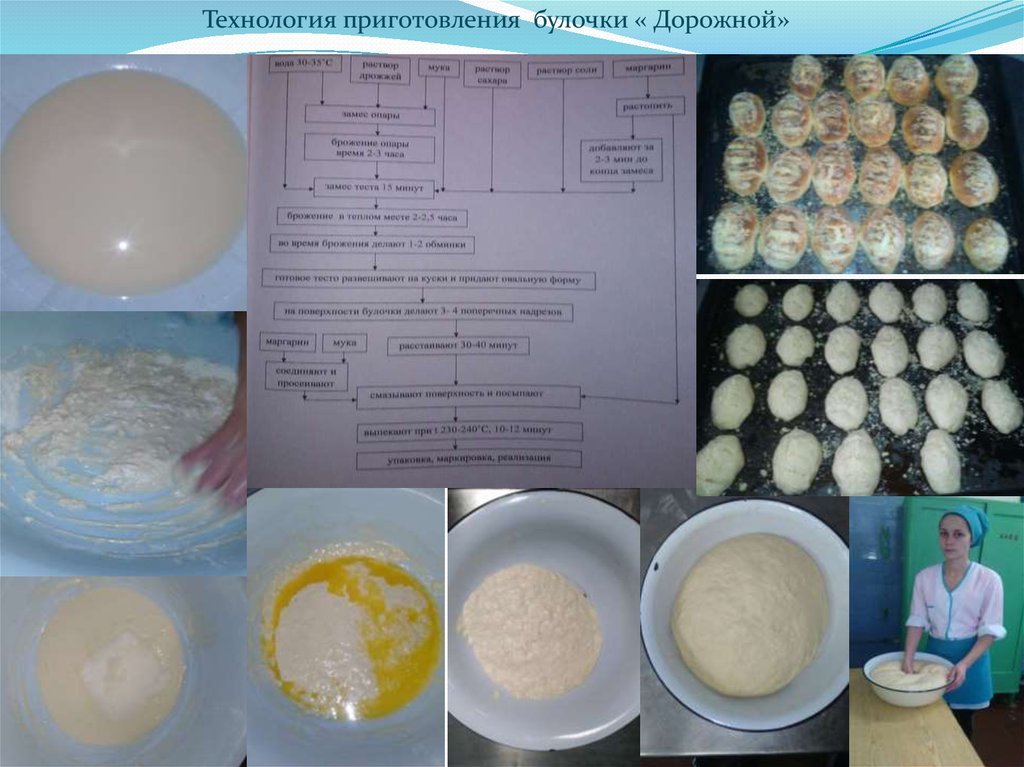 Технология приготовления булочки « Дорожной»
вода 30-35°С
раствор
дрожжей
мука
раствор
сахара
раствор соли
маргарин
растопить
замес опары
брожение опары
время 2-3 часа
добавляют за
2-3 мин до
конца замеса
замес теста 15 минут
брожение в теплом месте 2-2,5 часа
во время брожения делают 1-2 обминки
готовое тесто развешивают на куски и придают овальную форму
на поверхности булочки делают 3- 4 поперечных надрезов
маргарин
мука
расстаивают 30-40 минут
соединяют и
просеивают
смазывают поверхность и посыпают
выпекают при t 230-240°С, 10-12 минут
упаковка, маркировка, реализация